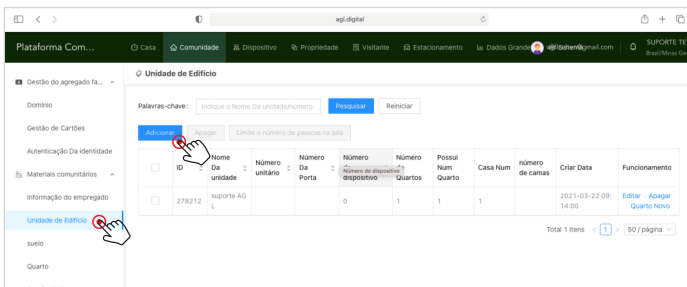 agl.digital
Plataforma Com...
Casa
Comunidade
Dispositivo
Propriedade
Visitante
Estacionamento
Dados Grande
SUPORTE TE
Brazil/Minas Ge
Gestão do agregado fa...
Unidade de Edifício
Domínio
Gestão de Cartões
Autenticação Da identidade
Materiais comunitários
Informação do empregado
Unidade de Edifício
suelo
Quarto
Palavras-chave:
Indique o Nome Da unidade/número
Pesquisar
Reiniciar
Adicionar
Apagar
Limite o número de pessoas na sala
ID
Nome Da unidade
Número unitário
Número Da Porta
Número dispositivo
Número do dispositivo
Número Quartos
Possui Num Quarto
Casa Num
número de camas
Criar Data
Funcionamento
278212
suporte AG
L
0
1
1
1
2021-03-22 09:
14:00
Editar
Apagar
Quarto Novo
Total 1 Itens
1
50 / página